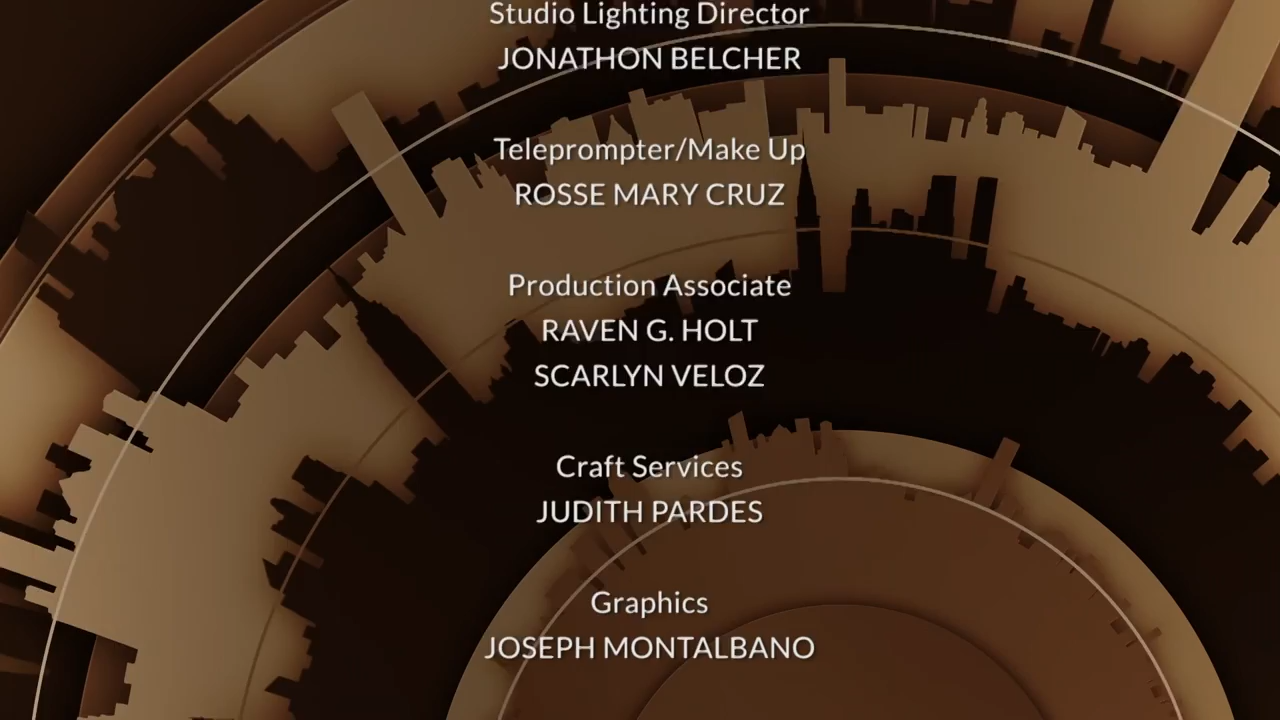 Studio Lighting Director
JONATHON BELCHER
Teleprompter/Make Up
ROSSE MARY CRUZ
Production Associate
RAVEN G. HOLT
SCARLYN VELOZ
Craft Services
JUDITH PARDES
Graphics
JOSEPH MONTALBANO